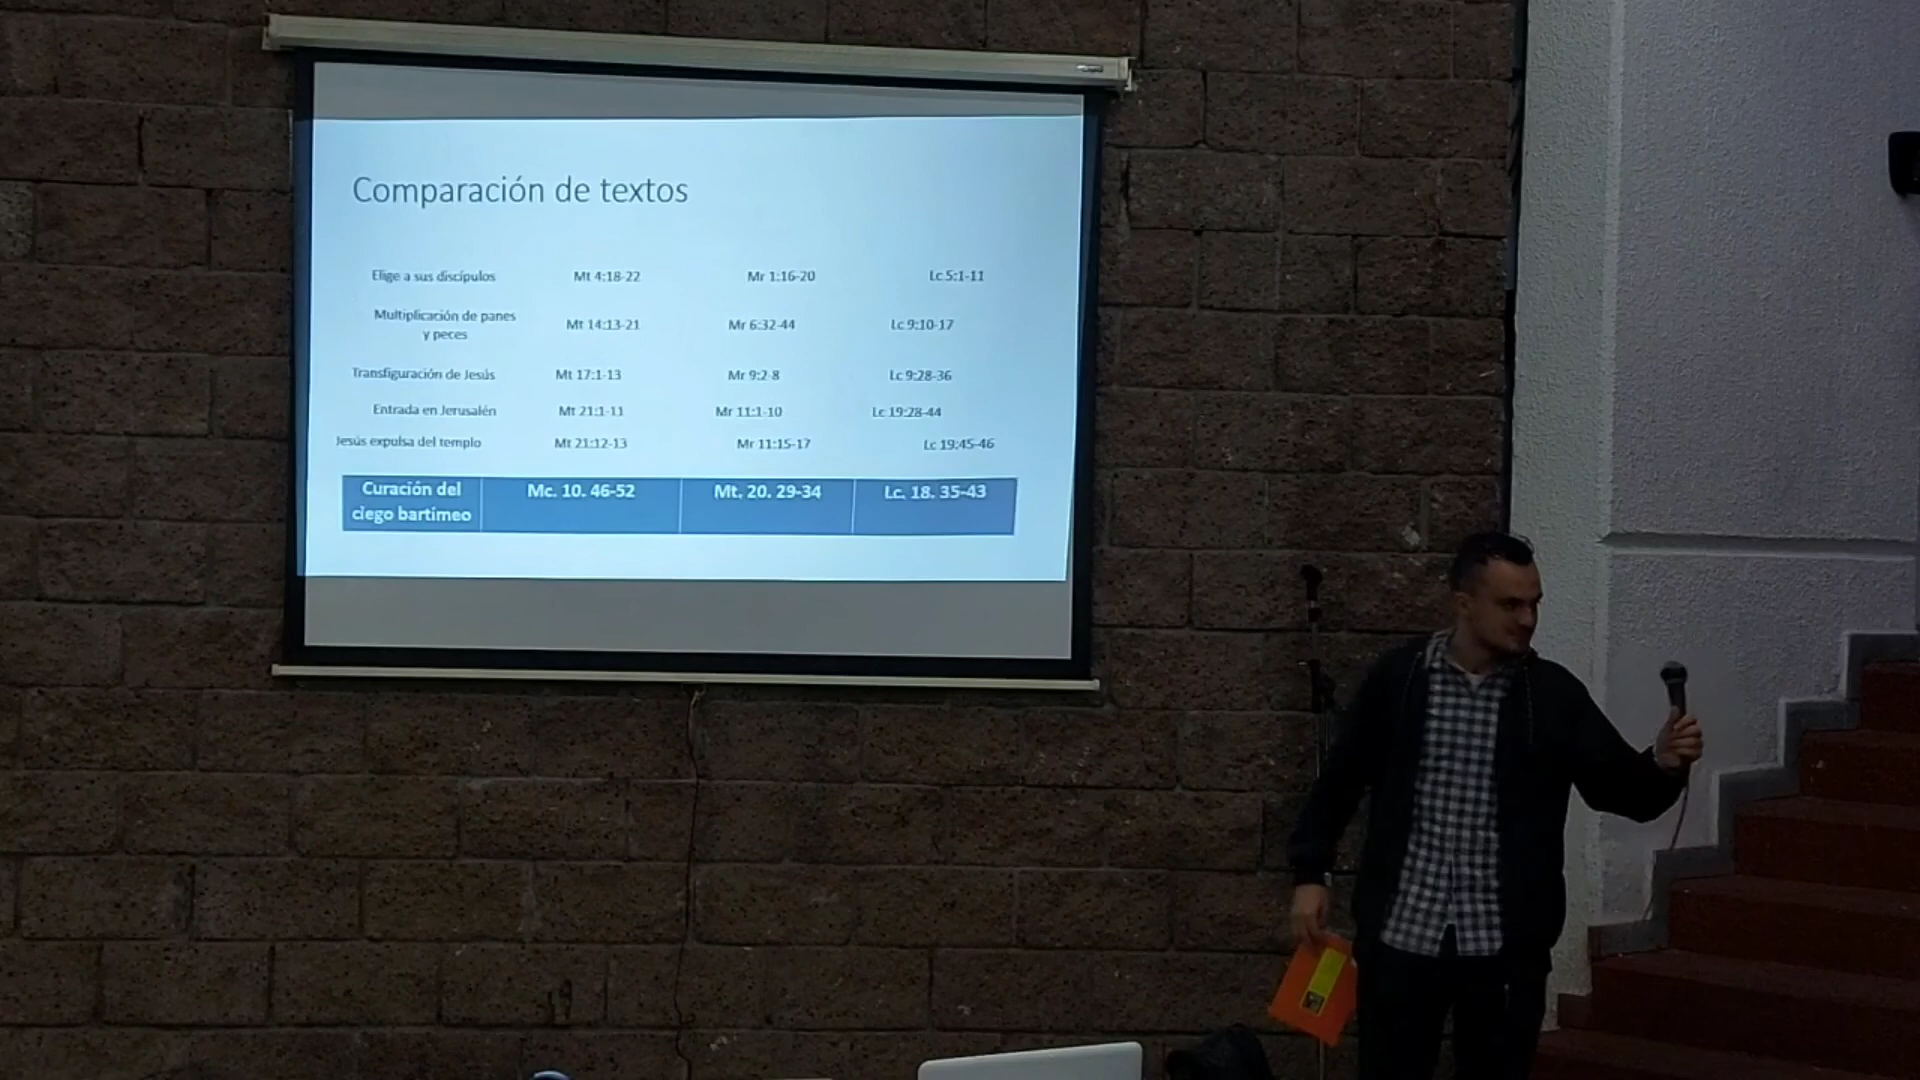 Comparación de textos
Elige a sus discípulos Mt 4:18-22 Mr 1:16-20 Lc 5:1-11
Multiplicación de panes
y peces Mt 14:13-21 Mr 6:32-44 Lc 9:10-17
Transfiguración de Jesús Mt 17:1-13 Mr 9:2-8 Lc 9:28-36
Entrada en Jerusalén Mt 21:1-11 Mr 11:1-10 Lc 19:28-44
Jesús expulsa del templo Mt 21:12-13 Mr 11:15-17 Lc 19:45-46
Curación del Mc. 10. 46-52 Mt. 20. 29-34 Lc. 18. 35-43
ciego bartimeo